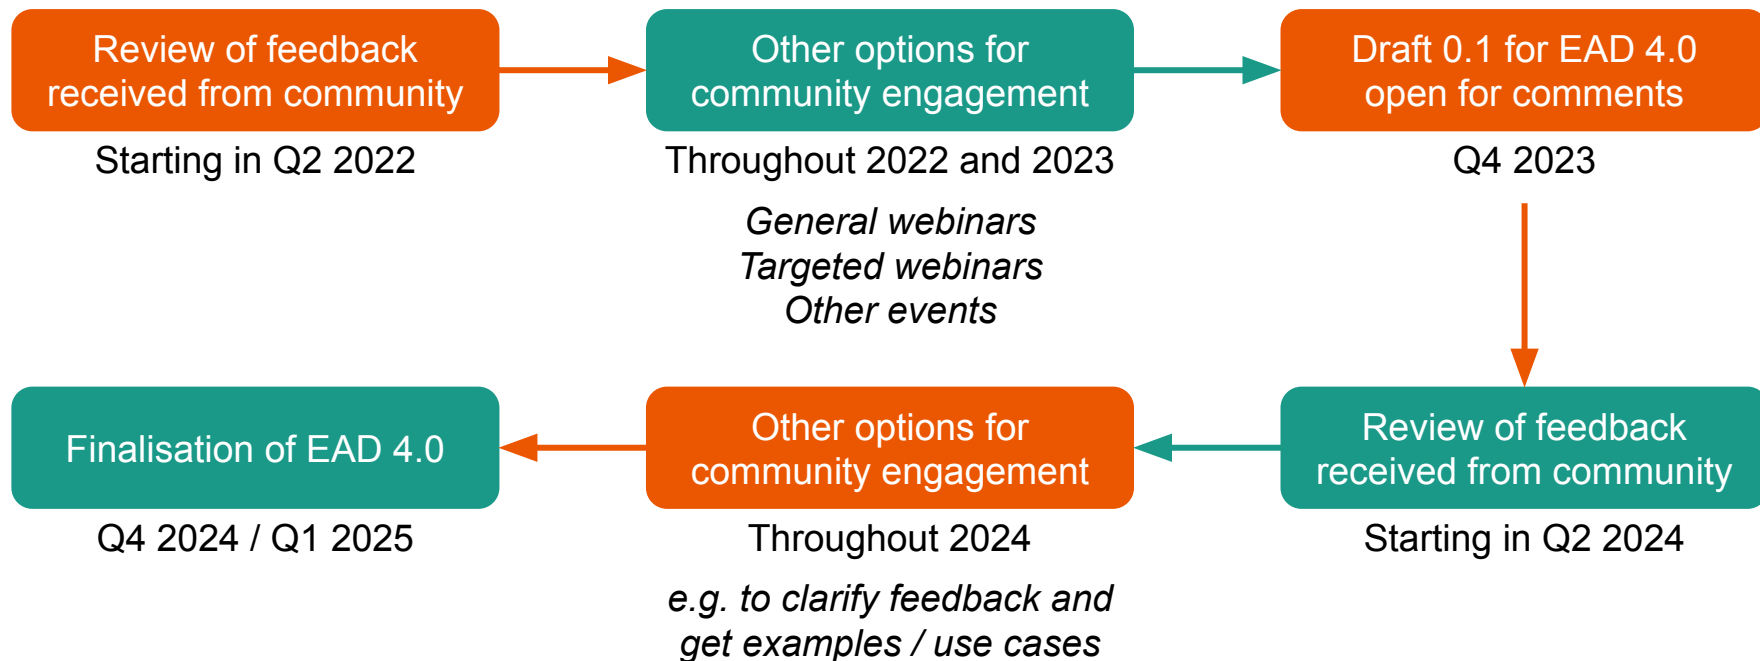 Review of feedback
received from community
Starting in Q2 2022
Other options for
community engagement
Throughout 2022 and 2023
General webinars
Targeted webinars
Other events
Draft 0.1 for EAD 4.0
open for comments
Q4 2023
Review of feedback
received from community
Starting in Q2 2024
Other options for
community engagement
Throughout 2024
e.g. to clarify feedback and
get examples / use cases
Finalisation of EAD 4.0
Q4 2024 / Q1 2025